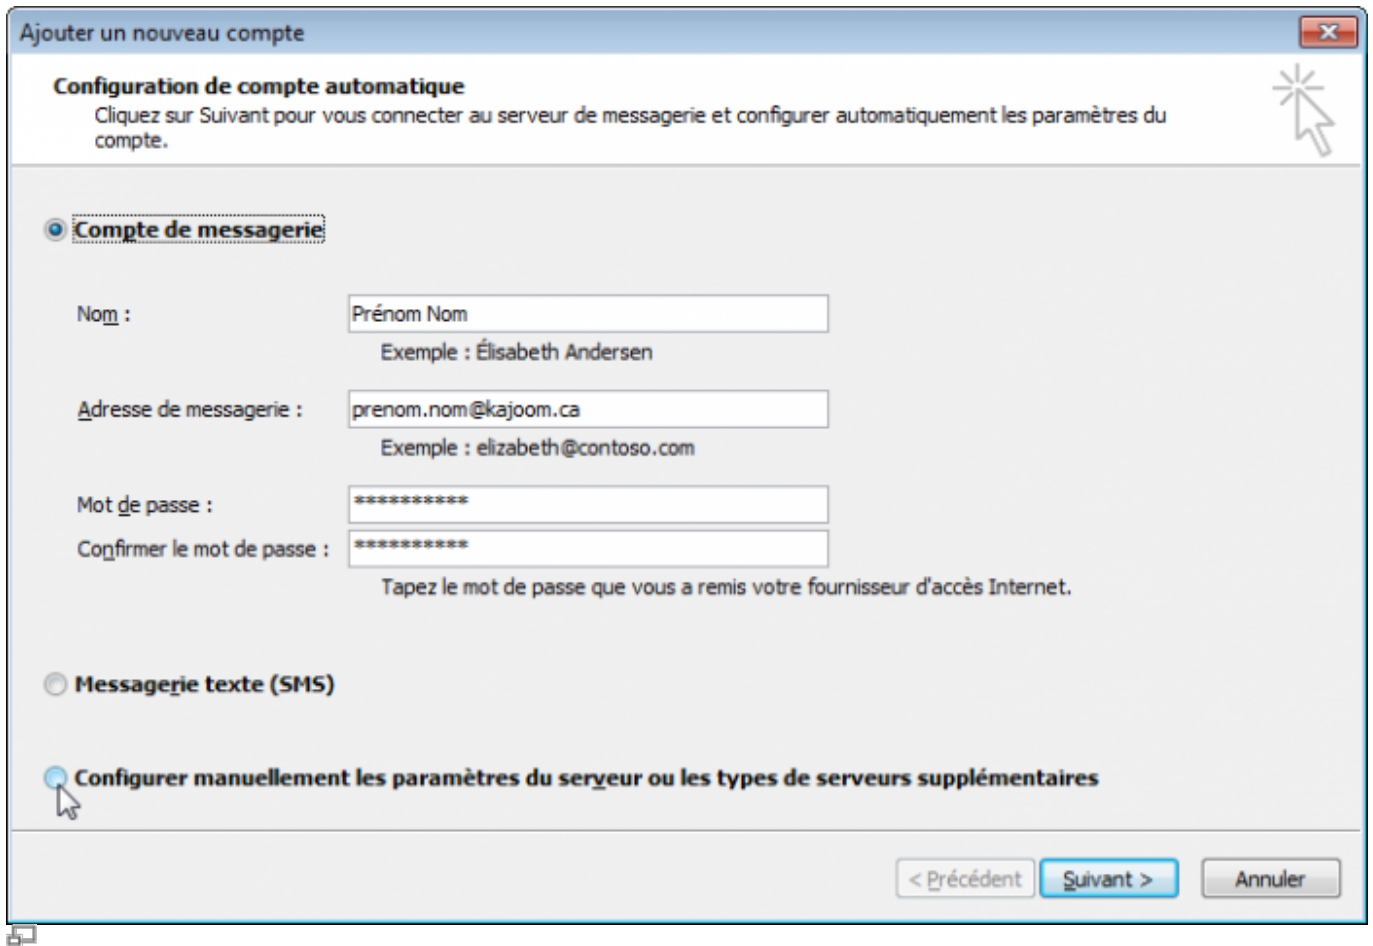 Ajouter un nouveau compte
Configuration de compte automatique
Cliquez sur Suivant pour vous connecter au serveur de messagerie et configurer automatiquement les paramètres du
compte.
Compte de messagerie
Nom : Prénom Nom
Exemple : Élisabeth Andersen
Adresse de messagerie : prenom.nom@kajoom.ca
Exemple : elizabeth@contoso.com
Mot de passe : **********
Confirmer le mot de passe : **********
Tapez le mot de passe que vous a remis votre fournisseur d'accès Internet.
Messagerie texte (SMS)
Configurer manuellement les paramètres du serveur ou les types de serveurs supplémentaires
< Précédent Suivant > Annuler